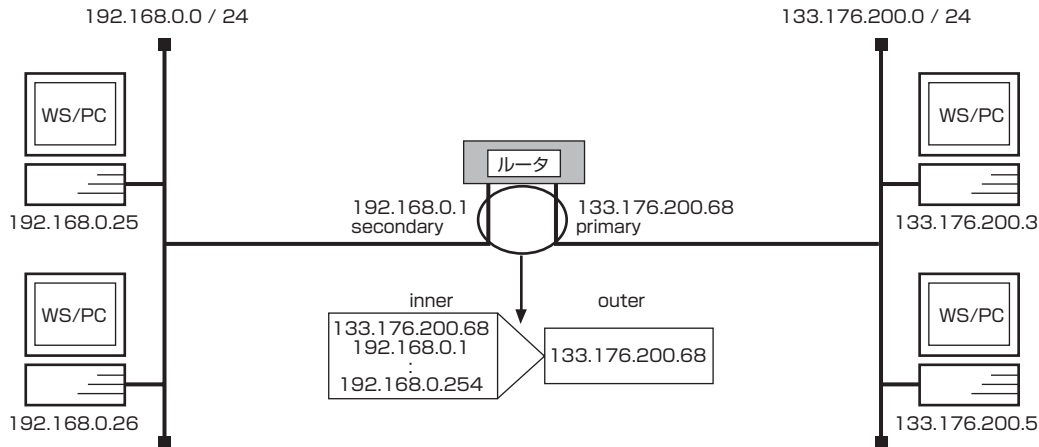 192.168.0.0 / 24
133.176.200.0 / 24
WS/PC
192.168.0.25
WS/PC
192.168.0.26
ルータ
192.168.0.1
secondary
133.176.200.68
primary
inner
133.176.200.68
192.168.0.1
:
192.168.0.254
outer
133.176.200.68
WS/PC
133.176.200.3
WS/PC
133.176.200.5